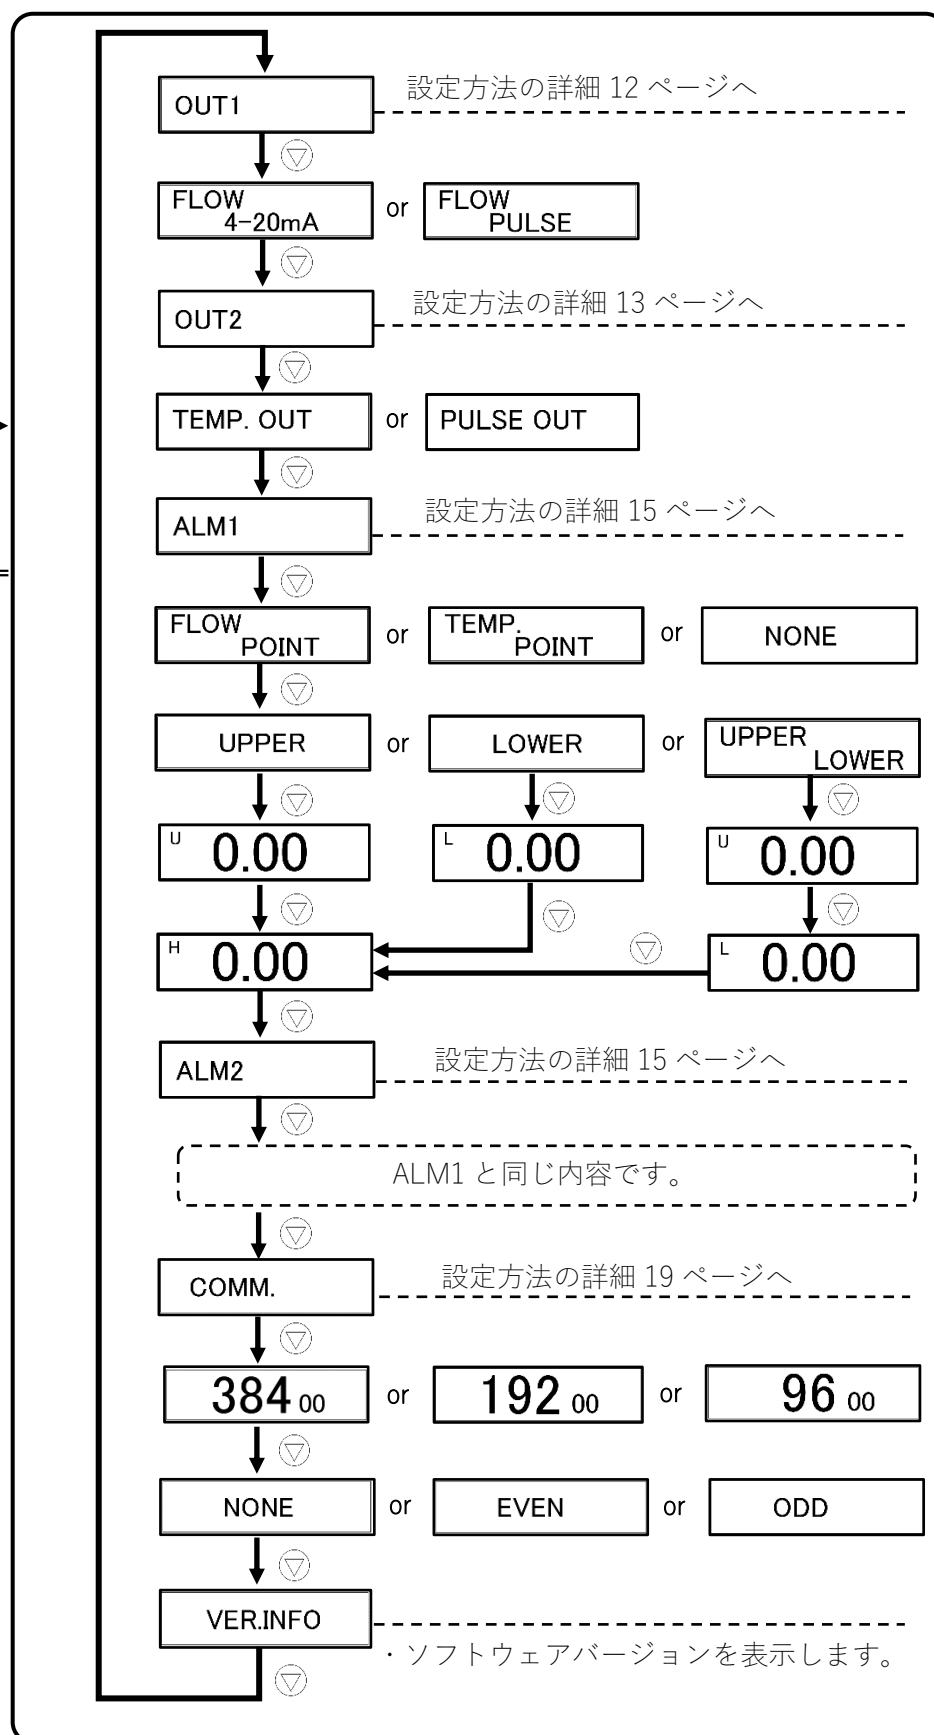 設定方法の詳細 12 ページへ
OUT1
FLOW
4-20mA
or
FLOW
PULSE
設定方法の詳細 13 ページへ
OUT2
TEMP. OUT or PULSE OUT
設定方法の詳細 15 ページへ
ALM1
FLOW
POINT
or
TEMP.
POINT
or
NONE
UPPER or LOWER or
UPPER
LOWER
U 0.00
L 0.00
U 0.00
H 0.00
L 0.00
設定方法の詳細 15 ページへ
ALM2
ALM1 と同じ内容です。
設定方法の詳細 19 ページへ
COMM.
38400 or 19200 or 9600
NONE or EVEN or ODD
VER.INFO
・ソフトウェアバージョンを表示します。